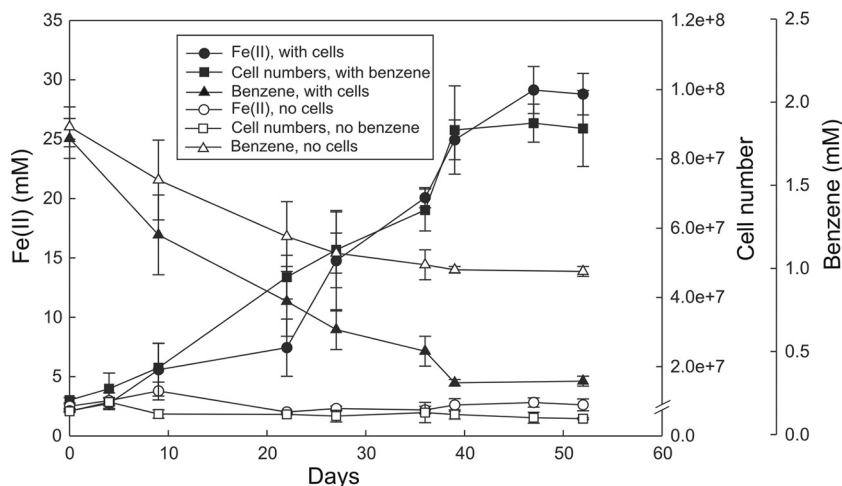 35
30
25
20
15
10
5
0
Fe(II) (mM)
Fe(II), with cells
Cell numbers, with benzene
Benzene, with cells
Fe(II), no cells
Cell numbers, no benzene
Benzene, no cells
0
10
20
30
40
50
60
Days
1.2e+8
1.0e+8
8.0e+7
6.0e+7
4.0e+7
2.0e+7
0.0
Cell number
2.5
2.0
1.5
1.0
0.5
0.0
Benzene (mM)